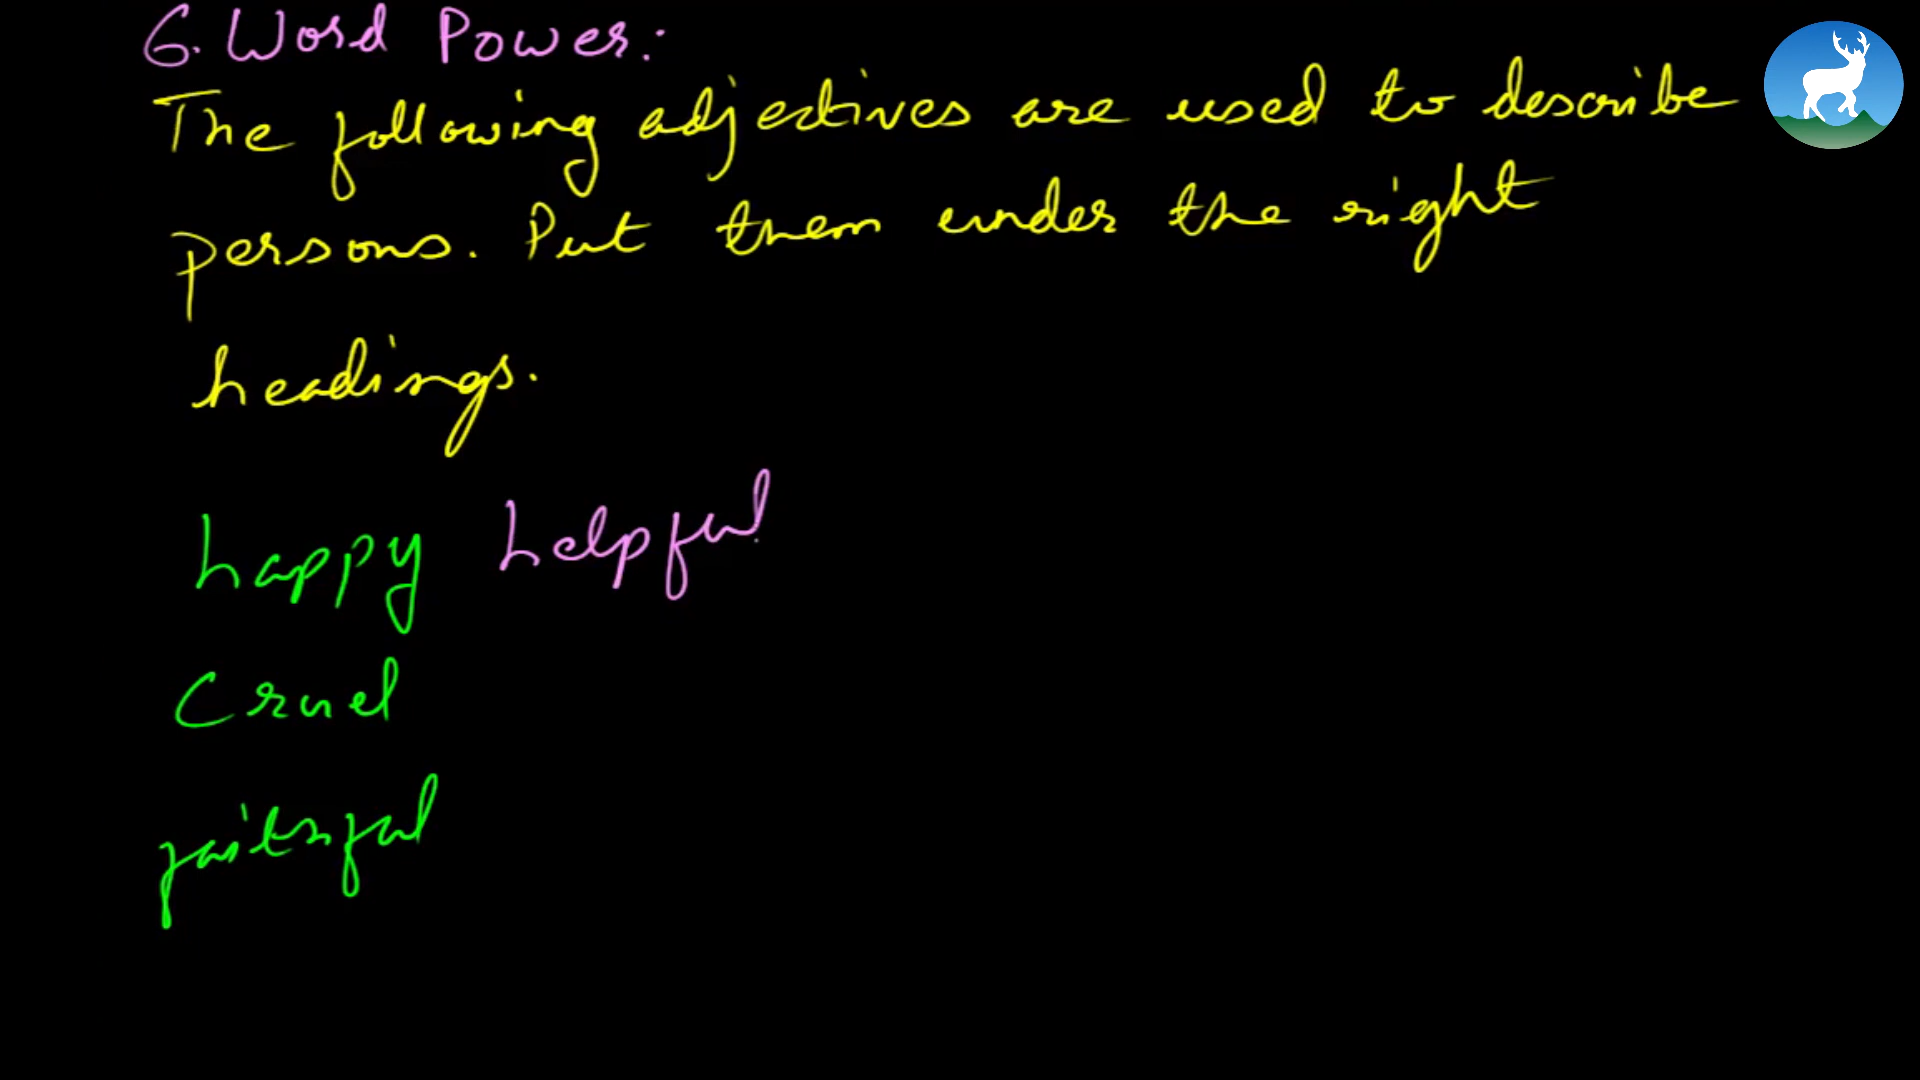 6. Word Power:
The following adjectives are used to describe
persons. Put them under the right
headings.
happy helpful
Cruel
faithful